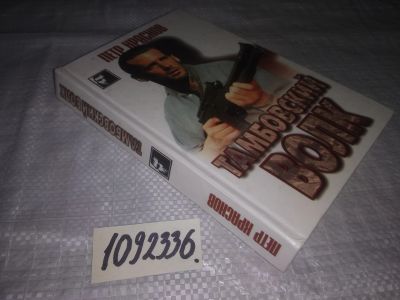 ПЕТР КРАСНОВ
ТАМБОВСКИЙ
ВОЛК
ТАМБОВСКИЙ ВОЛК
ПЕТР КРАСНОВ
1092336.